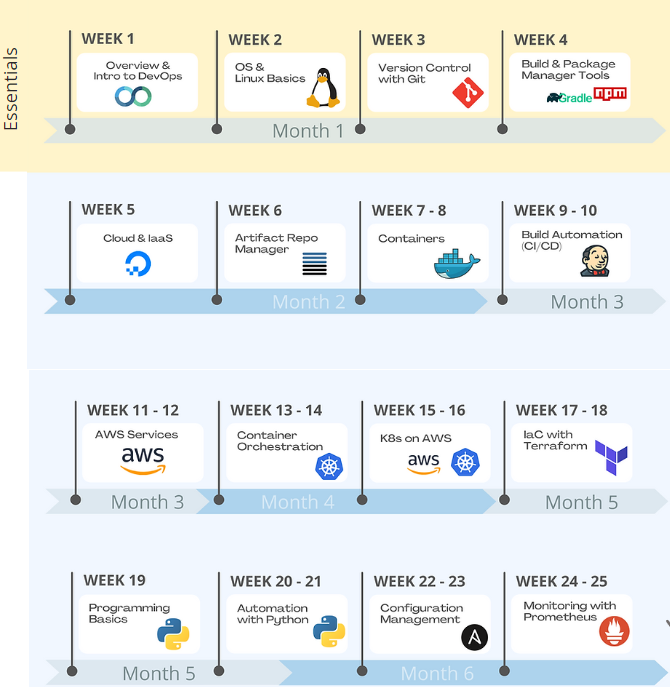 Essentials
WEEK 1
Overview &
Intro to DevOps
WEEK 2
OS &
Linux Basics
WEEK 3
Version Control
with Git
WEEK 4
Build & Package
Manager Tools
Gradle
npm
Month 1
WEEK 5
Cloud & IaaS
WEEK 6
Artifact Repo
Manager
WEEK 7 - 8
Containers
WEEK 9 - 10
Build Automation
(CI/CD)
Month 2
Month 3
WEEK 11 - 12
AWS Services
aws
WEEK 13 - 14
Container
Orchestration
WEEK 15 - 16
K8s on AWS
aws
WEEK 17 - 18
IaC with
Terraform
Month 3
Month 4
Month 5
WEEK 19
Programming
Basics
WEEK 20 - 21
Automation
with Python
WEEK 22 - 23
Configuration
Management
A
WEEK 24 - 25
Monitoring with
Prometheus
Month 5
Month 6